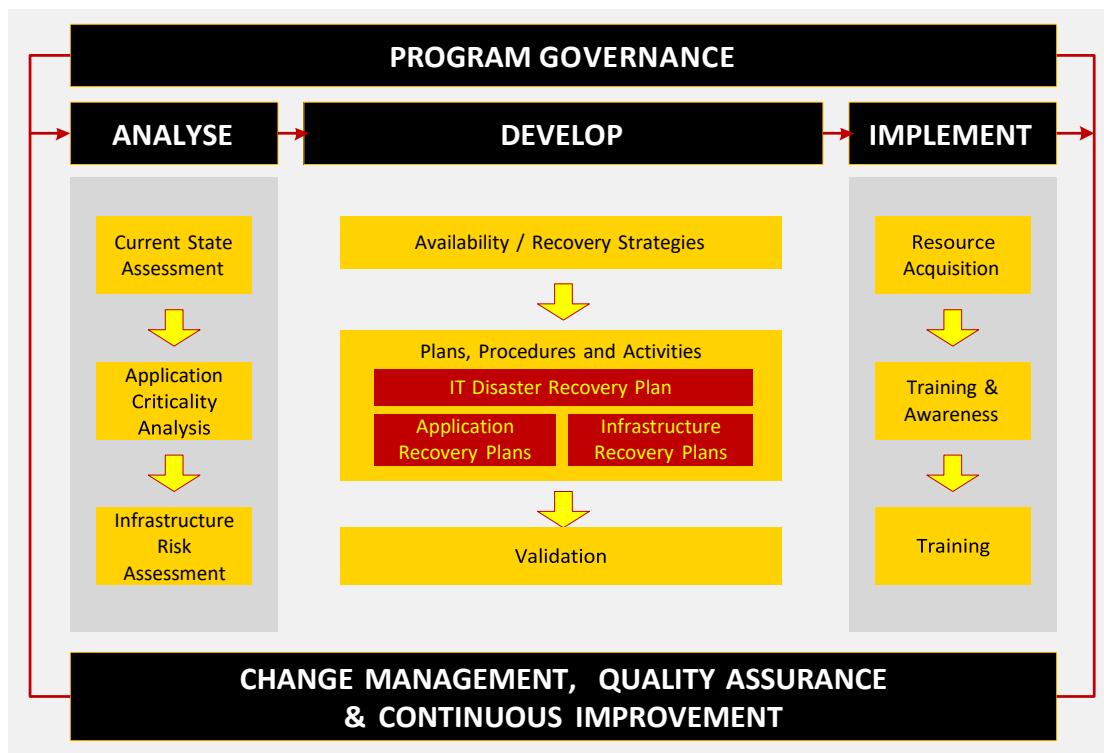 PROGRAM GOVERNANCE
ANALYSE
DEVELOP
IMPLEMENT
Current State
Assessment
Application
Criticality
Analysis
Infrastructure
Risk
Assessment
Availability / Recovery Strategies
Plans, Procedures and Activities
IT Disaster Recovery Plan
Application
Recovery Plans
Infrastructure
Recovery Plans
Validation
Resource
Acquisition
Training &
Awareness
Training
CHANGE MANAGEMENT, QUALITY ASSURANCE
& CONTINUOUS IMPROVEMENT